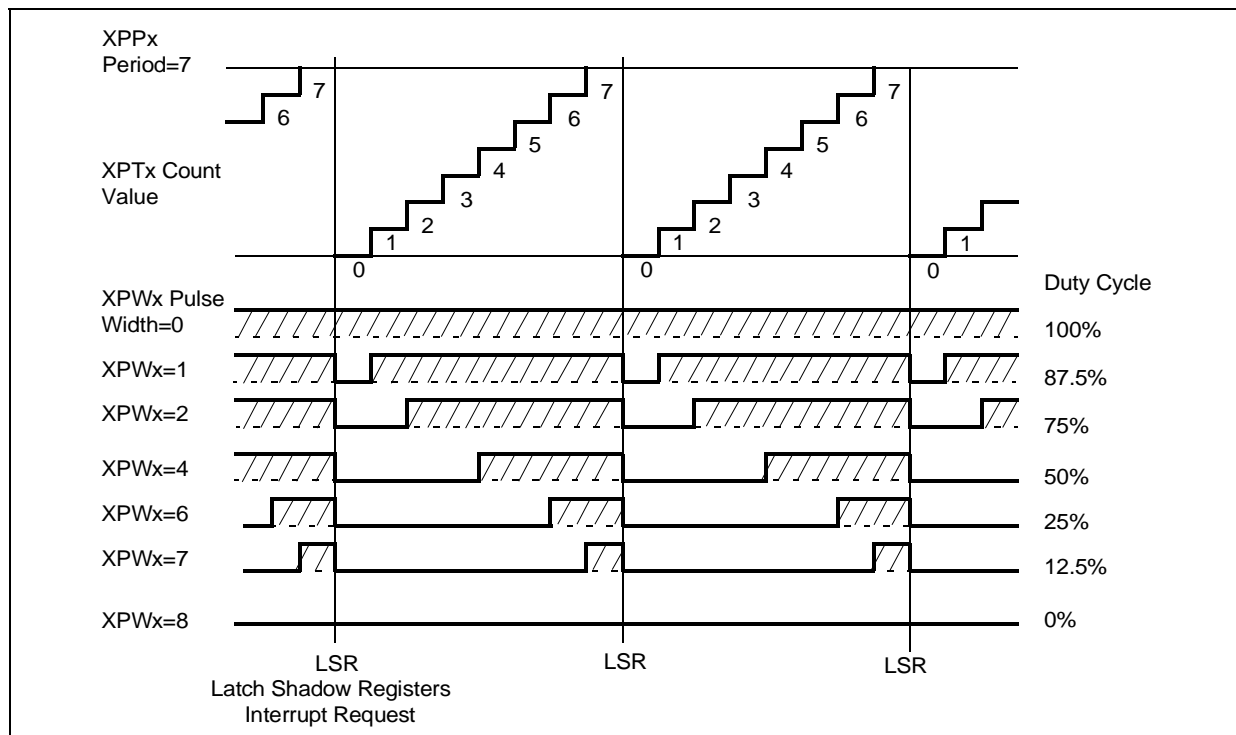 XPPx
Period=7
7
7
7
6
6
6
5
5
XPTx Count
Value
4
4
3
3
2
2
1
1
1
0
0
0
Duty Cycle
XPWx Pulse
Width=0
100%
XPWx=1
87.5%
XPWx=2
75%
XPWx=4
50%
XPWx=6
25%
XPWx=7
12.5%
XPWx=8
0%
LSR
LSR
LSR
Latch Shadow Registers
Interrupt Request